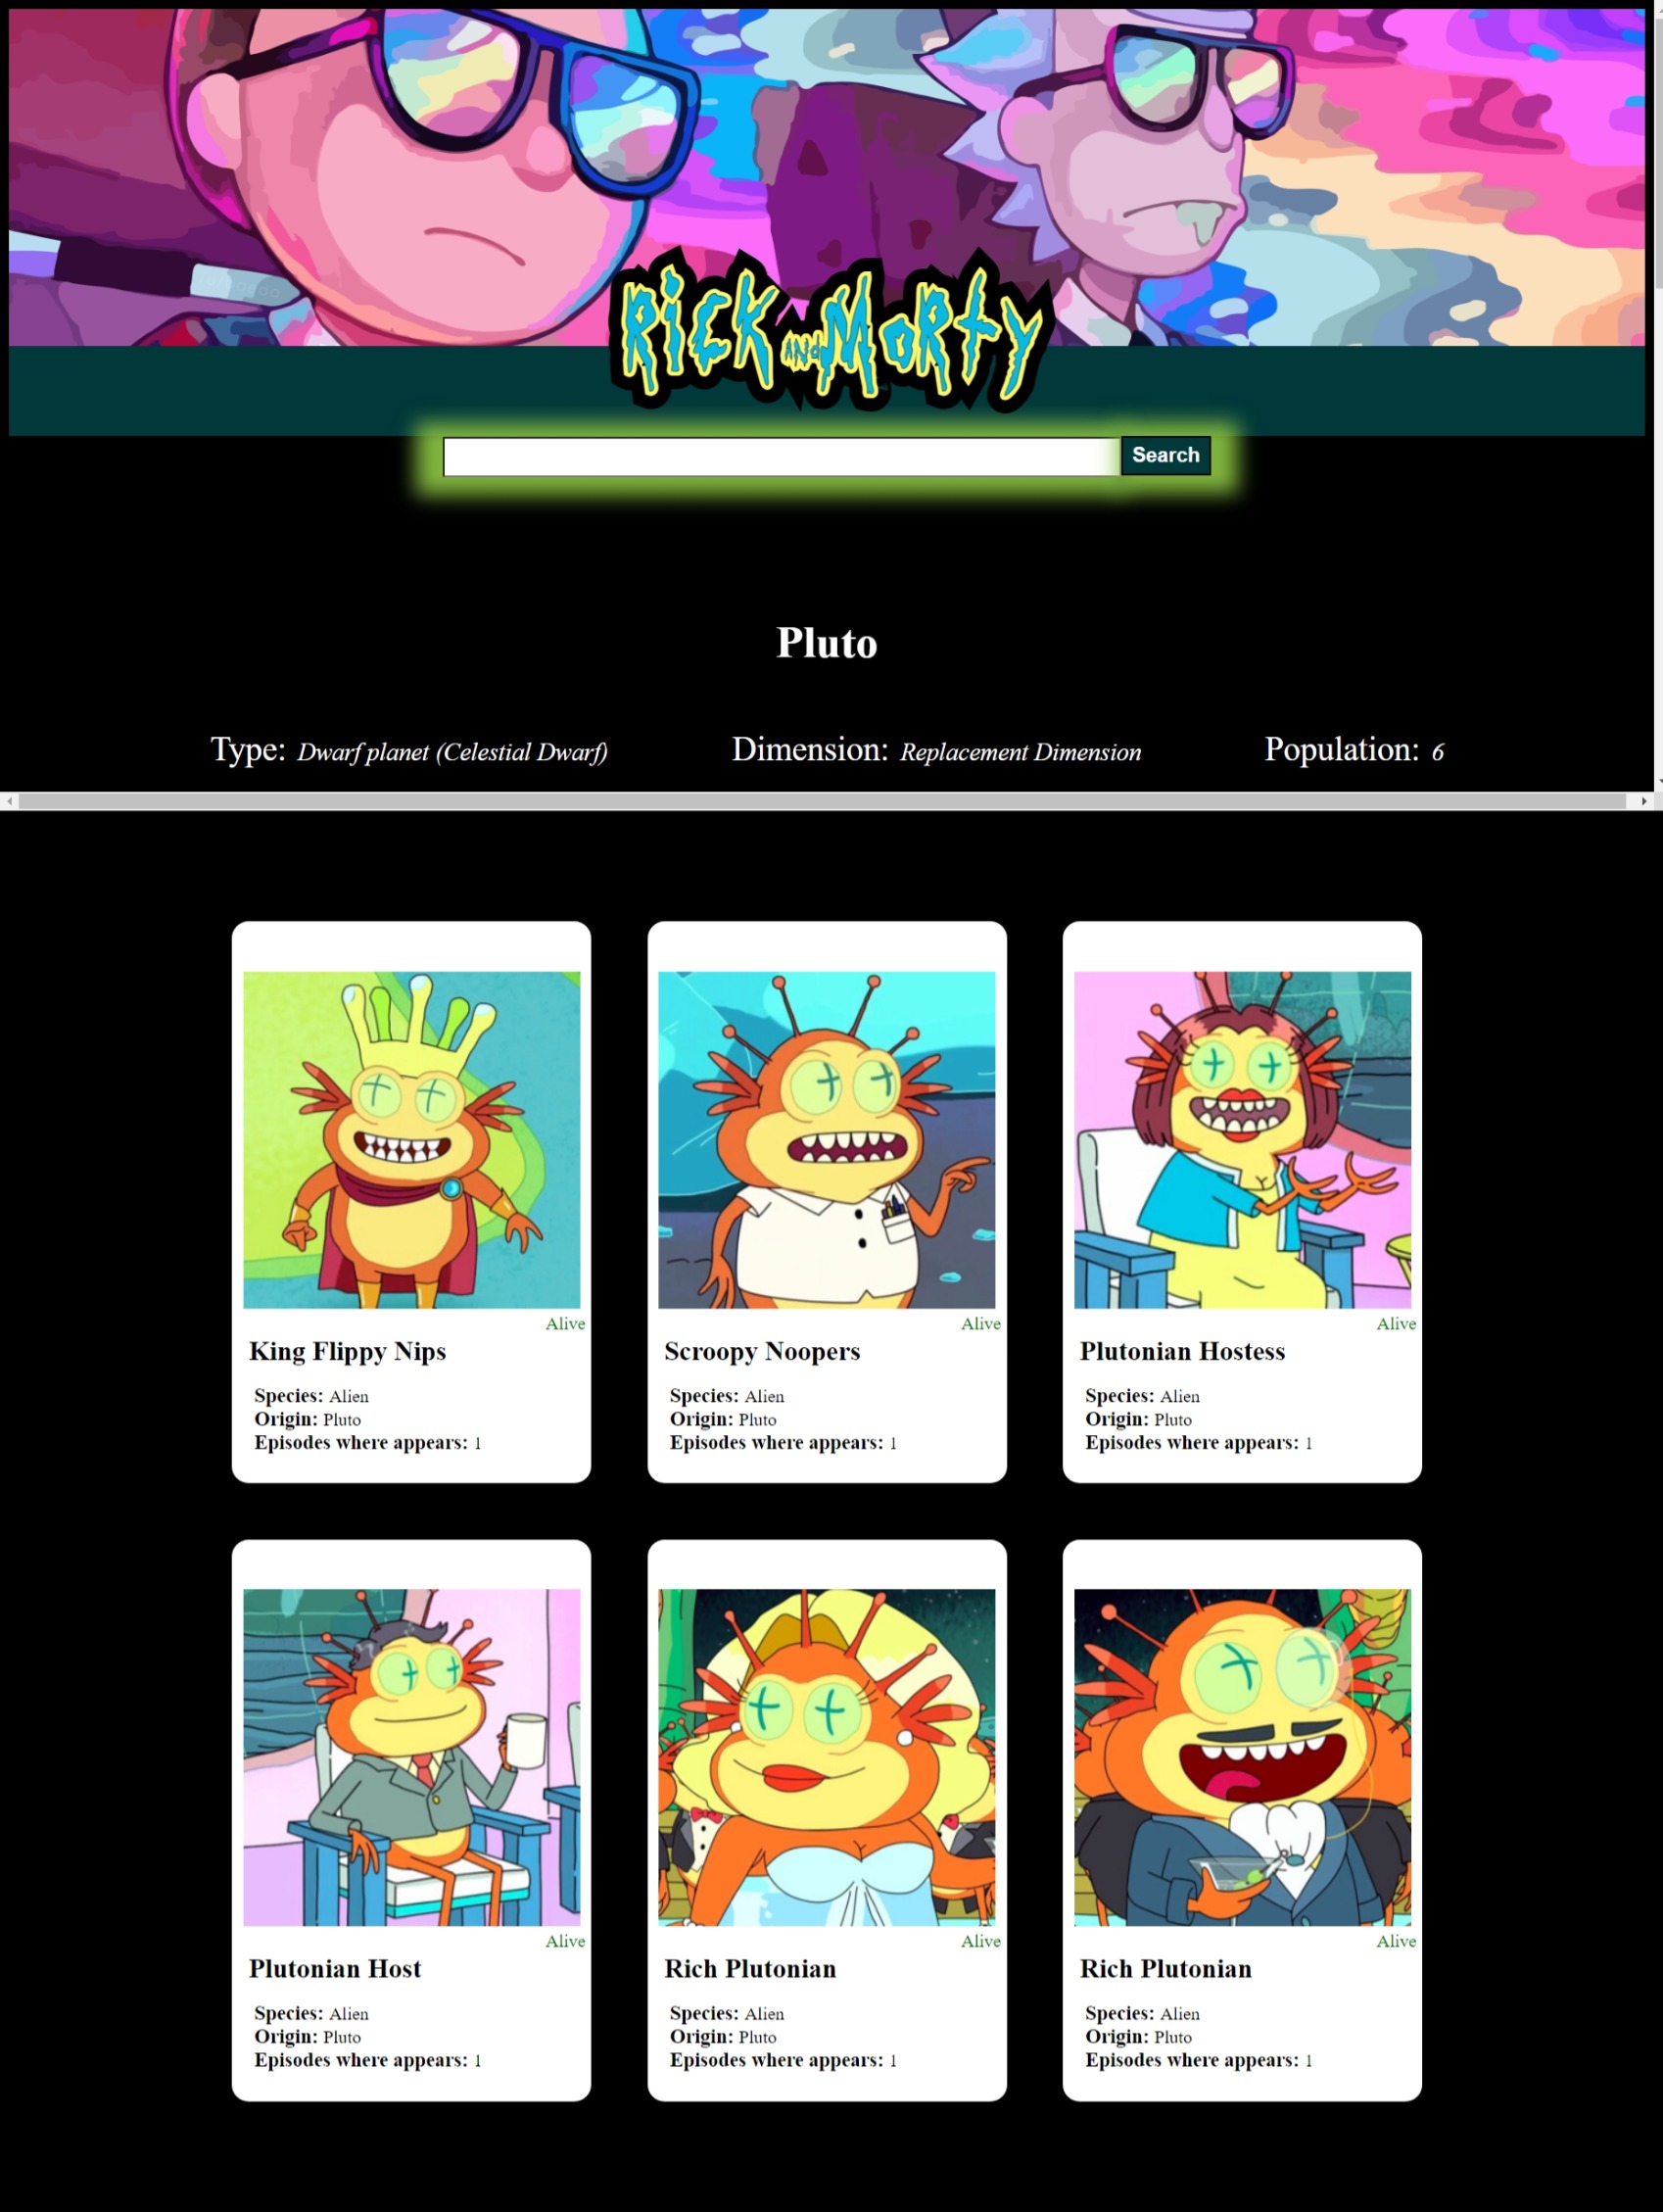 Rick AND Morty
Search
Pluto
Type: Dwarf planet (Celestial Dwarf) Dimension: Replacement Dimension Population: 6
Alive Alive Alive
King Flippy Nips Scroopy Noopers Plutonian Hostess
Species: Alien Species: Alien Species: Alien
Origin: Pluto Origin: Pluto Origin: Pluto
Episodes where appears: 1 Episodes where appears: 1 Episodes where appears: 1
Alive Alive Alive
Plutonian Host Rich Plutonian Rich Plutonian
Species: Alien Species: Alien Species: Alien
Origin: Pluto Origin: Pluto Origin: Pluto
Episodes where appears: 1 Episodes where appears: 1 Episodes where appears: 1